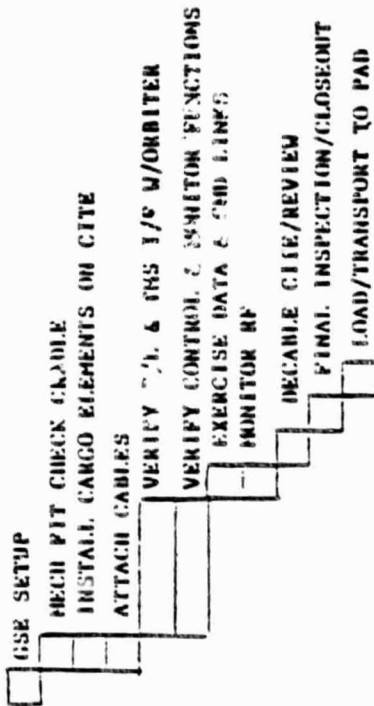 GSE SETUP
MECH FIT CHECK CRADLE
INSTALL CARGO ELEMENTS ON CITE
ATTACH CABLES
VERIFY P/L & TMS I/F W/ORBITER
VERIFY CONTROL & MONITOR FUNCTIONS
EXERCISE DATA & CMD LINKS
MONITOR RF
DECABLE CITE/REVIEW
FINAL INSPECTION/CLOSEOUT
LOAD/TRANSPORT TO PAD